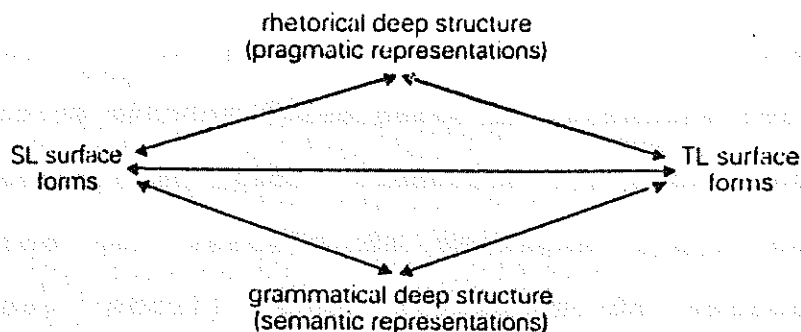 rhetorical deep structure
(pragmatic representations)
SL surface
forms
TL surface
forms
grammatical deep structure
(semantic representations)